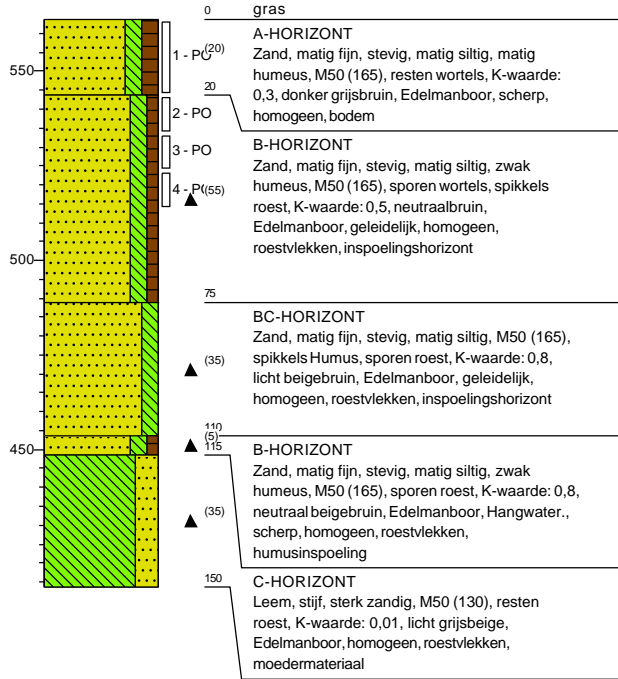 0 gras
A-HORIZONT
Zand, matig fijn, stevig, matig siltig, matig
humeus, M50 (165), resten wortels, K-waarde:
0,3, donker grijsbruin, Edelmanboor, scherp,
homogeen, bodem
550
1 - PO
(20)
20
2 - PO
3 - PO
4 - PO
(55)
B-HORIZONT
Zand, matig fijn, stevig, matig siltig, zwak
humeus, M50 (165), sporen wortels, spikkels
roest, K-waarde: 0,5, neutraalbruin,
Edelmanboor, geleidelijk, homogeen,
roestvlekken, inspoelingshorizont
500
75
BC-HORIZONT
Zand, matig fijn, stevig, matig siltig, M50 (165),
spikkels Humus, sporen roest, K-waarde: 0,8,
licht beigebruin, Edelmanboor, geleidelijk,
homogeen, roestvlekken, inspoelingshorizont
(35)
110
450
(5)
115
B-HORIZONT
Zand, matig fijn, stevig, matig siltig, zwak
humeus, M50 (165), sporen roest, K-waarde: 0,8,
neutraal beigebruin, Edelmanboor, Hangwater.,
scherp, homogeen, roestvlekken,
humusinspoeling
(35)
150
C-HORIZONT
Leem, stijf, sterk zandig, M50 (130), resten
roest, K-waarde: 0,01, licht grijsbeige,
Edelmanboor, homogeen, roestvlekken,
moedermateriaal